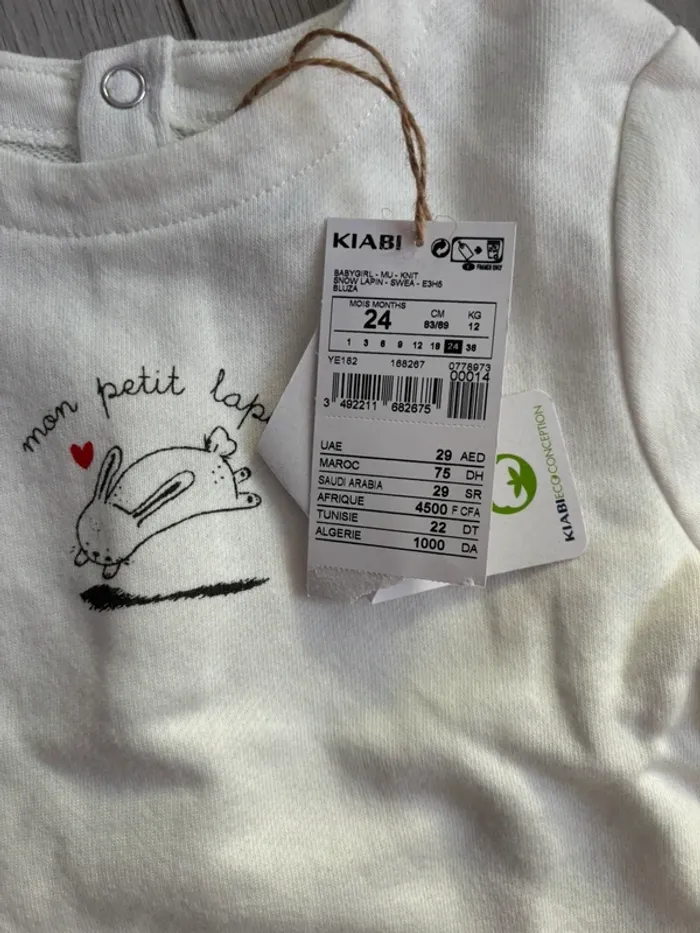 mon petit lap
KIABI
FRANCE ONLY
BABYGIRL - MU - KNIT
SNOW LAPIN - SWEA - E3H5
BLUZA
MOIS MONTHS CM KG
24 83/89 12
1 3 6 9 12 18 24 36
YE182 168267 0778973
00014
3 492211 682675
UAE 29 AED
MAROC 75 DH
SAUDI ARABIA 29 SR
AFRIQUE 4500 F CFA
TUNISIE 22 DT
ALGERIE 1000 DA
KIABI ECOCONCEPTION